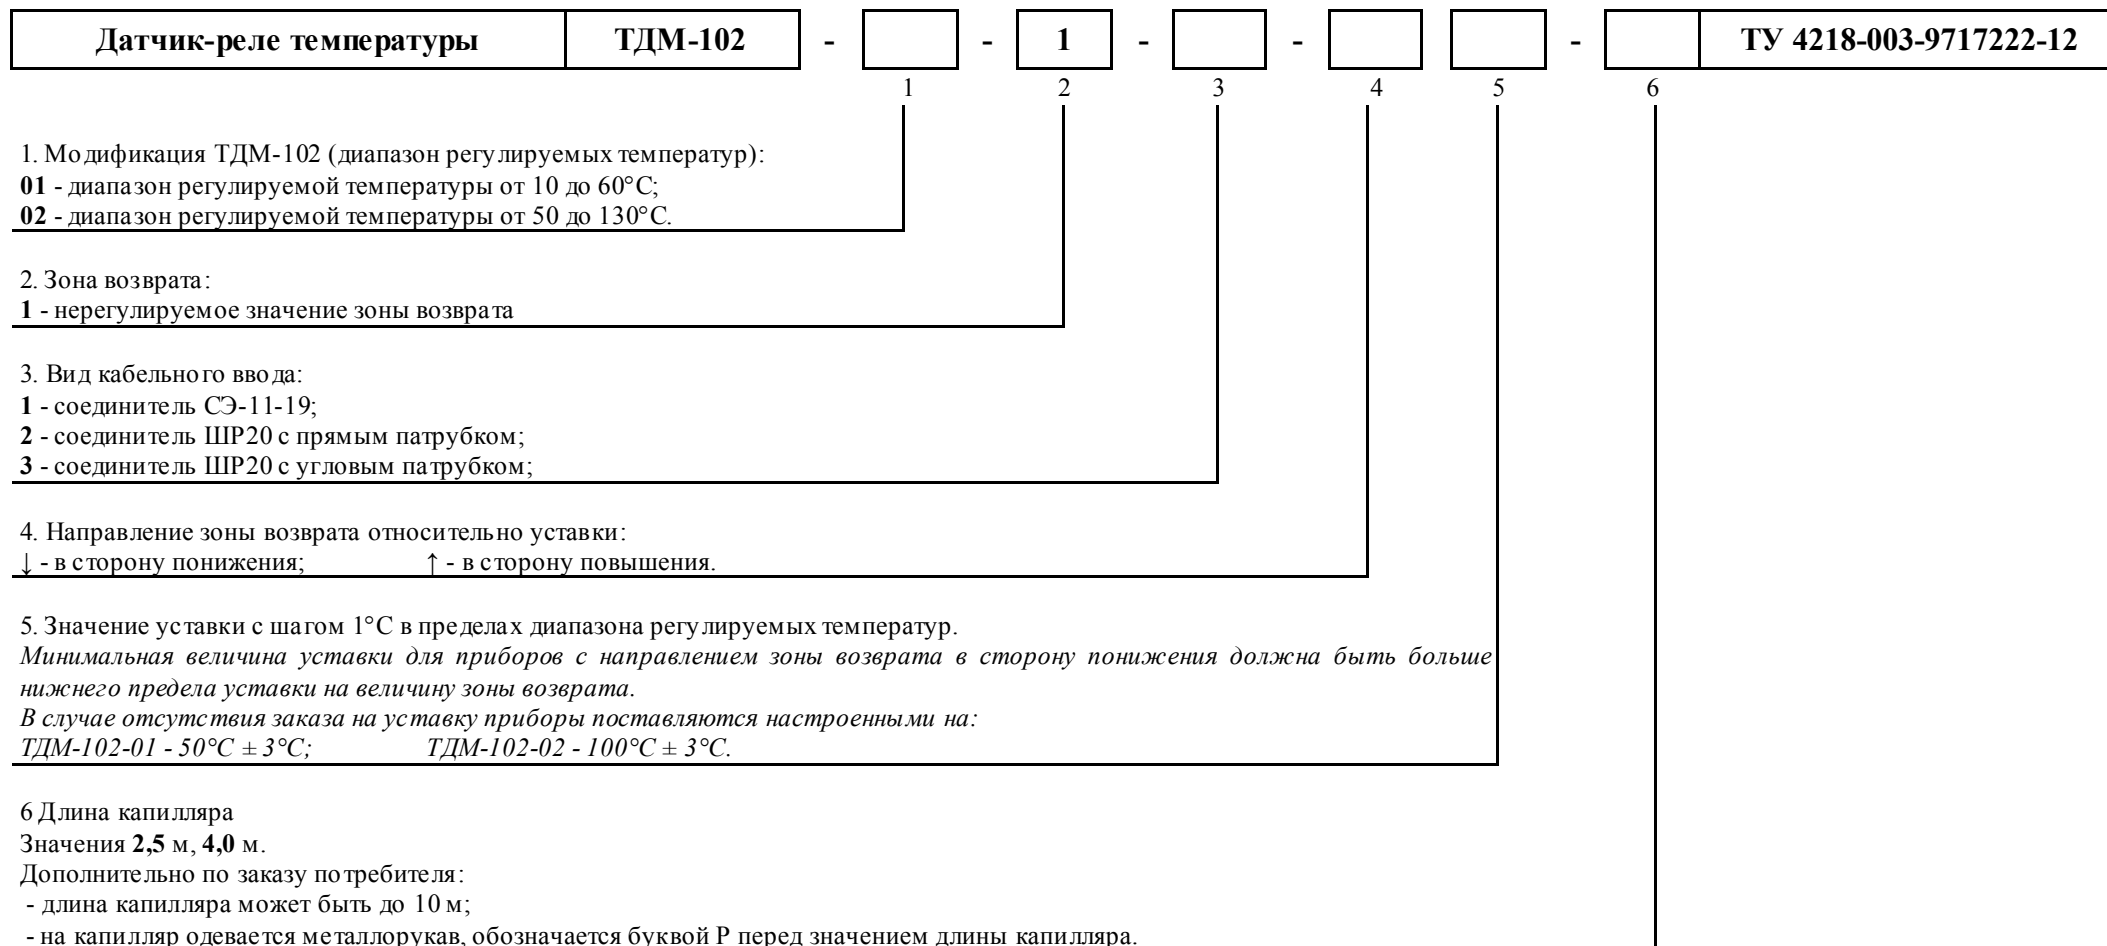 Датчик-реле температуры ТДМ-102 - - 1 - - - ТУ 4218-003-9717222-12
1 2 3 4 5 6
1. Модификация ТДМ-102 (диапазон регулируемых температур):
01 - диапазон регулируемой температуры от 10 до 60°С;
02 - диапазон регулируемой температуры от 50 до 130°С.
2. Зона возврата:
1 - нерегулируемое значение зоны возврата
3. Вид кабельного ввода:
1 - соединитель СЭ-11-19;
2 - соединитель ШР20 с прямым патрубком;
3 - соединитель ШР20 с угловым патрубком;
4. Направление зоны возврата относительно уставки:
↓ - в сторону понижения; ↑ - в сторону повышения.
5. Значение уставки с шагом 1°С в пределах диапазона регулируемых температур.
Минимальная величина уставки для приборов с направлением зоны возврата в сторону понижения должна быть больше
нижнего предела уставки на величину зоны возврата.
В случае отсутствия заказа на уставку приборы поставляются настроенными на:
ТДМ-102-01 - 50°С ± 3°С; ТДМ-102-02 - 100°С ± 3°С.
6 Длина капилляра
Значения 2,5 м, 4,0 м.
Дополнительно по заказу потребителя:
- длина капилляра может быть до 10 м;
- на капилляр одевается металлорукав, обозначается буквой Р перед значением длины капилляра.